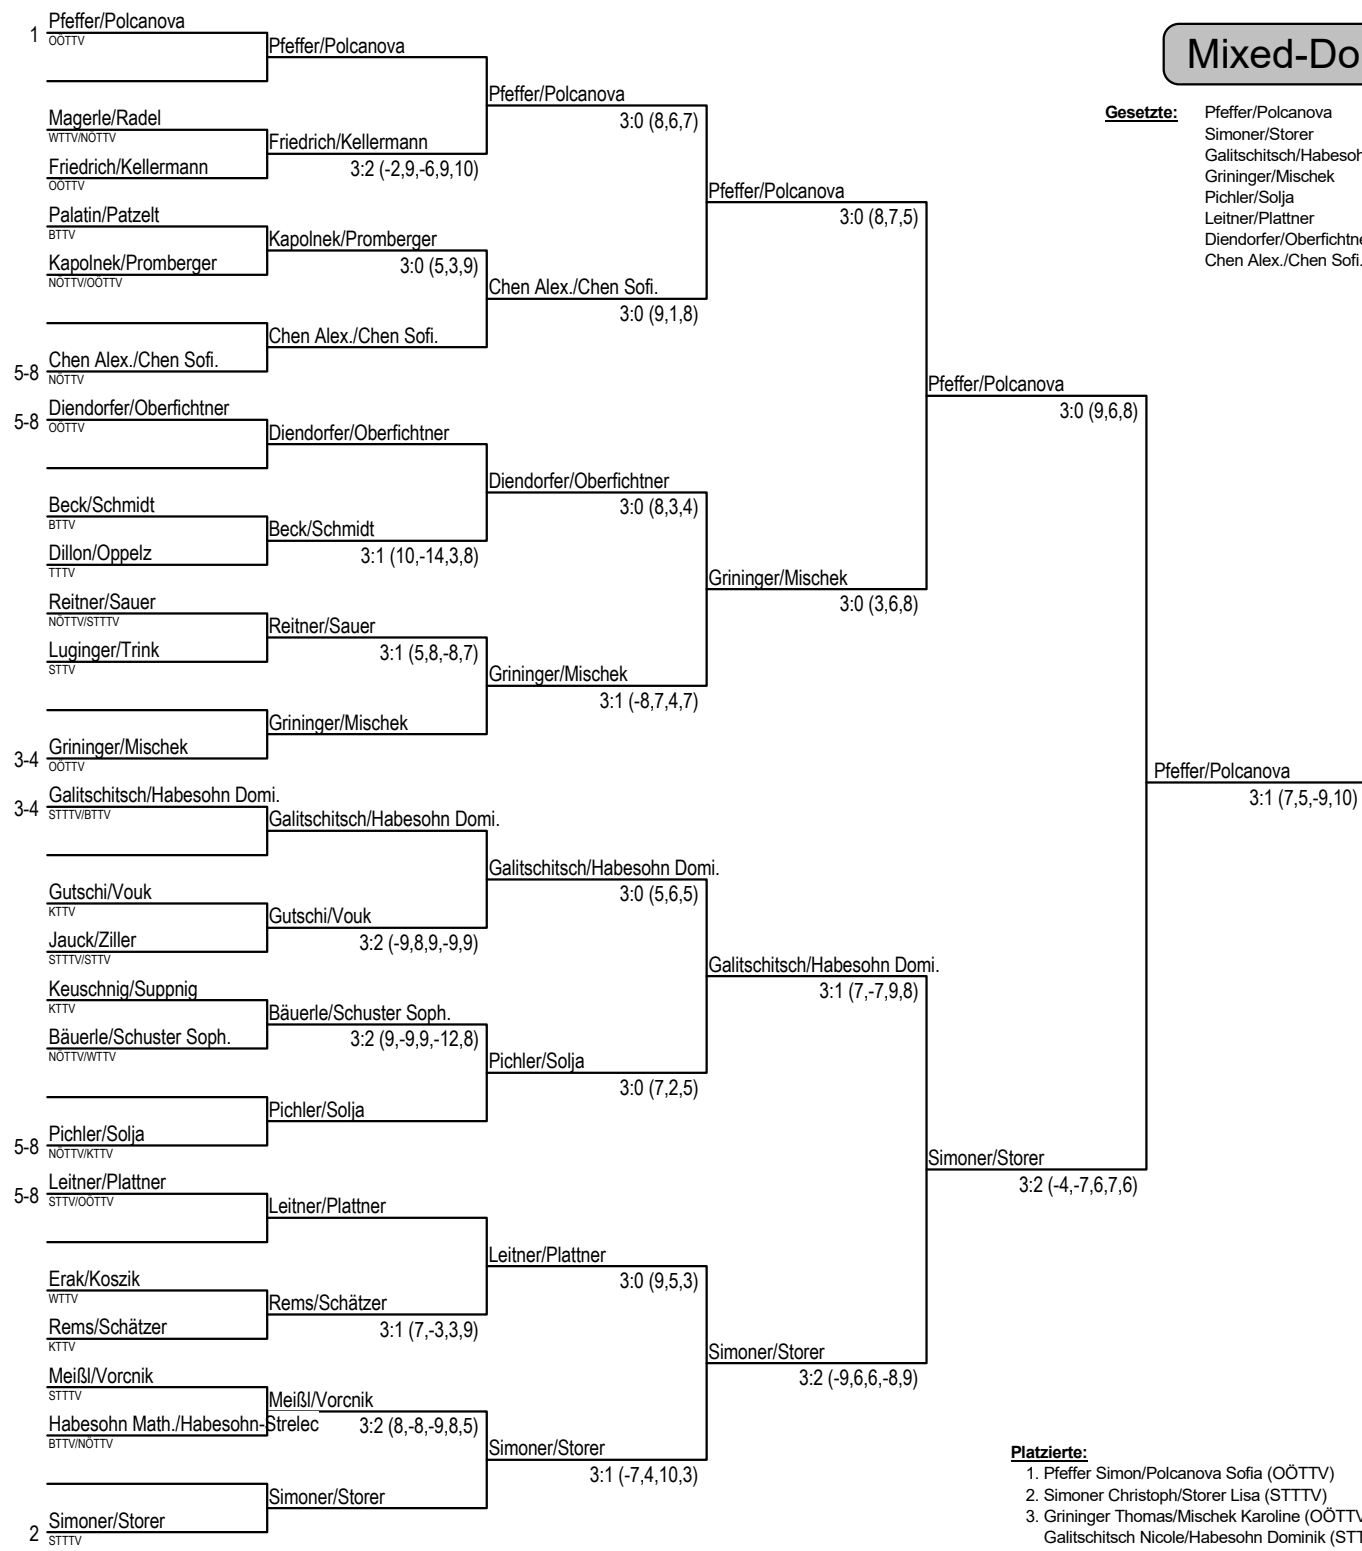 Mixed-Do
Gesetzte: Pfeffer/Polcanova
Simoner/Storer
Galitschitsch/Habesoh
Grininger/Mischek
Pichler/Solja
Leitner/Plattner
Diendorfer/Oberfichtne
Chen Alex./Chen Sofi.
1 Pfeffer/Polcanova
OÖTTV
Magerle/Radel
WTTV/NÖTTV
Friedrich/Kellermann
OÖTTV
Palatin/Patzelt
BTTV
Kapolnek/Promberger
NÖTTV/OÖTTV
5-8 Chen Alex./Chen Sofi.
NÖTTV
5-8 Diendorfer/Oberfichtner
OÖTTV
Beck/Schmidt
BTTV
Dillon/Oppelz
TTTV
Reitner/Sauer
NÖTTV/STTTV
Luginger/Trink
STTV
3-4 Grininger/Mischek
OÖTTV
3-4 Galitschitsch/Habesohn Domi.
STTTV/BTTV
Gutschi/Vouk
KTTV
Jauck/Ziller
STTTV/STTV
Keuschnig/Suppnig
KTTV
Bäuerle/Schuster Soph.
NÖTTV/WTTV
5-8 Pichler/Solja
NÖTTV/KTTV
5-8 Leitner/Plattner
STTV/OÖTTV
Erak/Koszik
WTTV
Rems/Schätzer
KTTV
Meißl/Vorcnik
STTTV
Habesohn Math./Habesohn-Strelec
BTTV/NÖTTV
2 Simoner/Storer
STTTV
Pfeffer/Polcanova
Friedrich/Kellermann
3:2 (-2,9,-6,9,10)
Kapolnek/Promberger
3:0 (5,3,9)
Chen Alex./Chen Sofi.
Diendorfer/Oberfichtner
Beck/Schmidt
3:1 (10,-14,3,8)
Reitner/Sauer
3:1 (5,8,-8,7)
Grininger/Mischek
Galitschitsch/Habesohn Domi.
Gutschi/Vouk
3:2 (-9,8,9,-9,9)
Bäuerle/Schuster Soph.
3:2 (9,-9,9,-12,8)
Pichler/Solja
Leitner/Plattner
Rems/Schätzer
3:1 (7,-3,3,9)
Meißl/Vorcnik
3:2 (8,-8,-9,8,5)
Simoner/Storer
Pfeffer/Polcanova
3:0 (8,6,7)
Chen Alex./Chen Sofi.
3:0 (9,1,8)
Diendorfer/Oberfichtner
3:0 (8,3,4)
Grininger/Mischek
3:1 (-8,7,4,7)
Galitschitsch/Habesohn Domi.
3:0 (5,6,5)
Pichler/Solja
3:0 (7,2,5)
Leitner/Plattner
3:0 (9,5,3)
Simoner/Storer
3:1 (-7,4,10,3)
Pfeffer/Polcanova
3:0 (8,7,5)
Grininger/Mischek
3:0 (3,6,8)
Galitschitsch/Habesohn Domi.
3:1 (7,-7,9,8)
Simoner/Storer
3:2 (-9,6,6,-8,9)
Pfeffer/Polcanova
3:0 (9,6,8)
Simoner/Storer
3:2 (-4,-7,6,7,6)
Pfeffer/Polcanova
3:1 (7,5,-9,10)
Platzierte:
1. Pfeffer Simon/Polcanova Sofia (OÖTTV)
2. Simoner Christoph/Storer Lisa (STTTV)
3. Grininger Thomas/Mischek Karoline (OÖTTV
Galitschitsch Nicole/Habesohn Dominik (STT